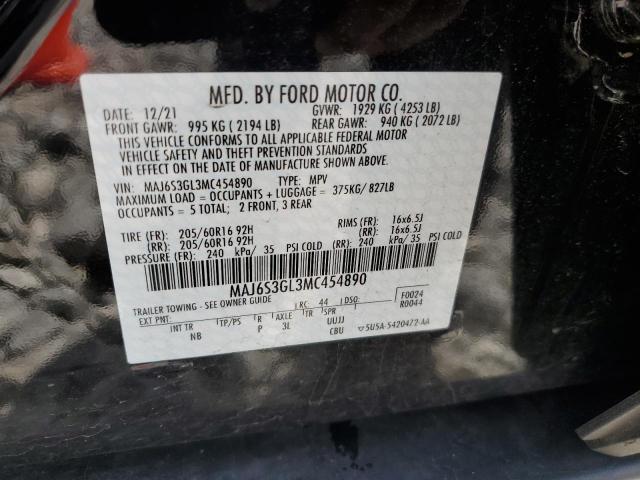 MFD. BY FORD MOTOR CO.
DATE: 12/21 GVWR: 1929 KG ( 4253 LB)
FRONT GAWR: 995 KG ( 2194 LB) REAR GAWR: 940 KG ( 2072 LB)
THIS VEHICLE CONFORMS TO ALL APPLICABLE FEDERAL MOTOR
VEHICLE SAFETY AND THEFT PREVENTION STANDARDS
IN EFFECT ON THE DATE OF MANUFACTURE SHOWN ABOVE.
VIN: MAJ6S3GL3MC454890 TYPE: MPV
MAXIMUM LOAD = OCCUPANTS + LUGGAGE = 375KG/ 827LB
OCCUPANTS = 5 TOTAL; 2 FRONT, 3 REAR
TIRE (FR): 205/60R16 92H RIMS (FR): 16x6.5J
(RR): 205/60R16 92H (RR): 16x6.5J
PRESSURE (FR): 240 kPa/ 35 PSI COLD (RR): 240 kPa/ 35 PSI COLD
MAJ6S3GL3MC454890
TRAILER TOWING - SEE OWNER GUIDE RC: 44 DSO: F0024
EXT PNT: R0044
INT TR TP/PS R AXLE TR SPR
NB P 3L UUJJ
CBU 5U5A-5420472-AA